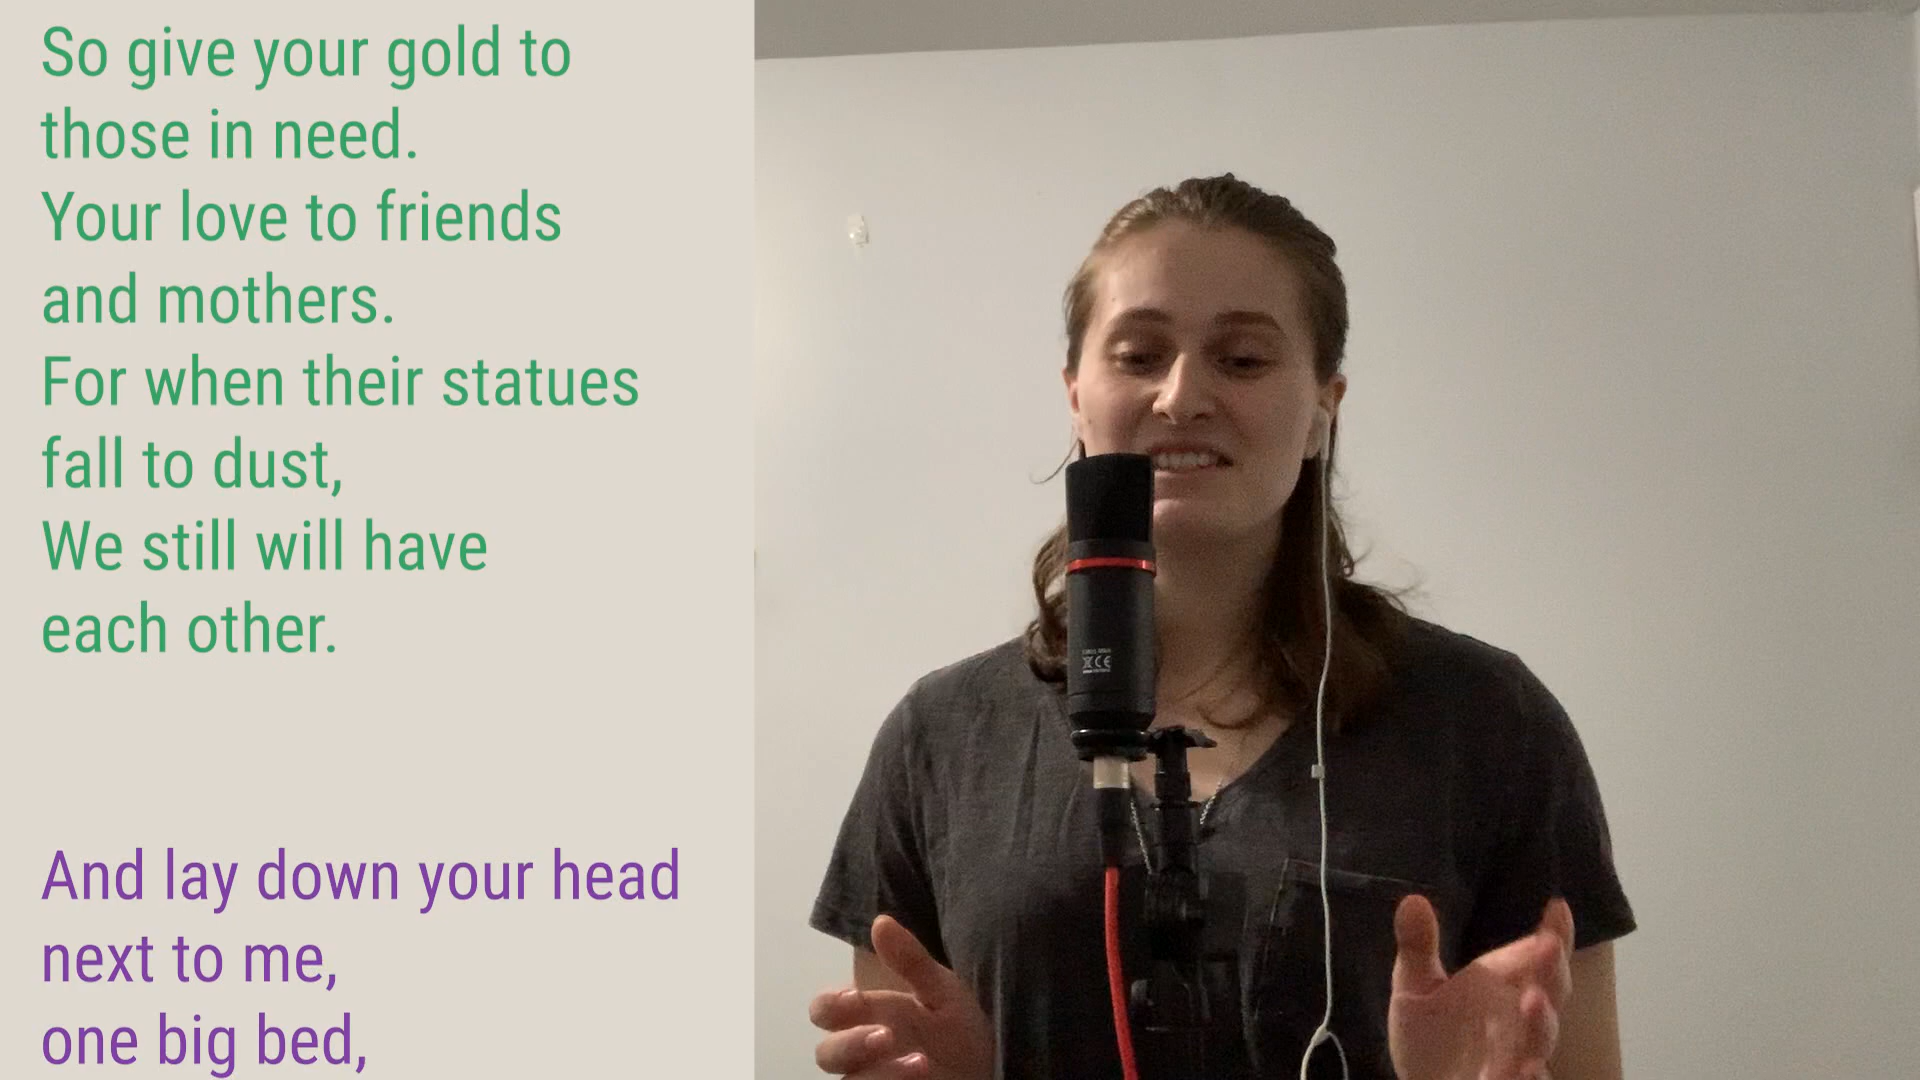 So give your gold to
those in need.
Your love to friends
and mothers.
For when their statues
fall to dust,
We still will have
each other.
And lay down your head
next to me,
one big bed,
CE